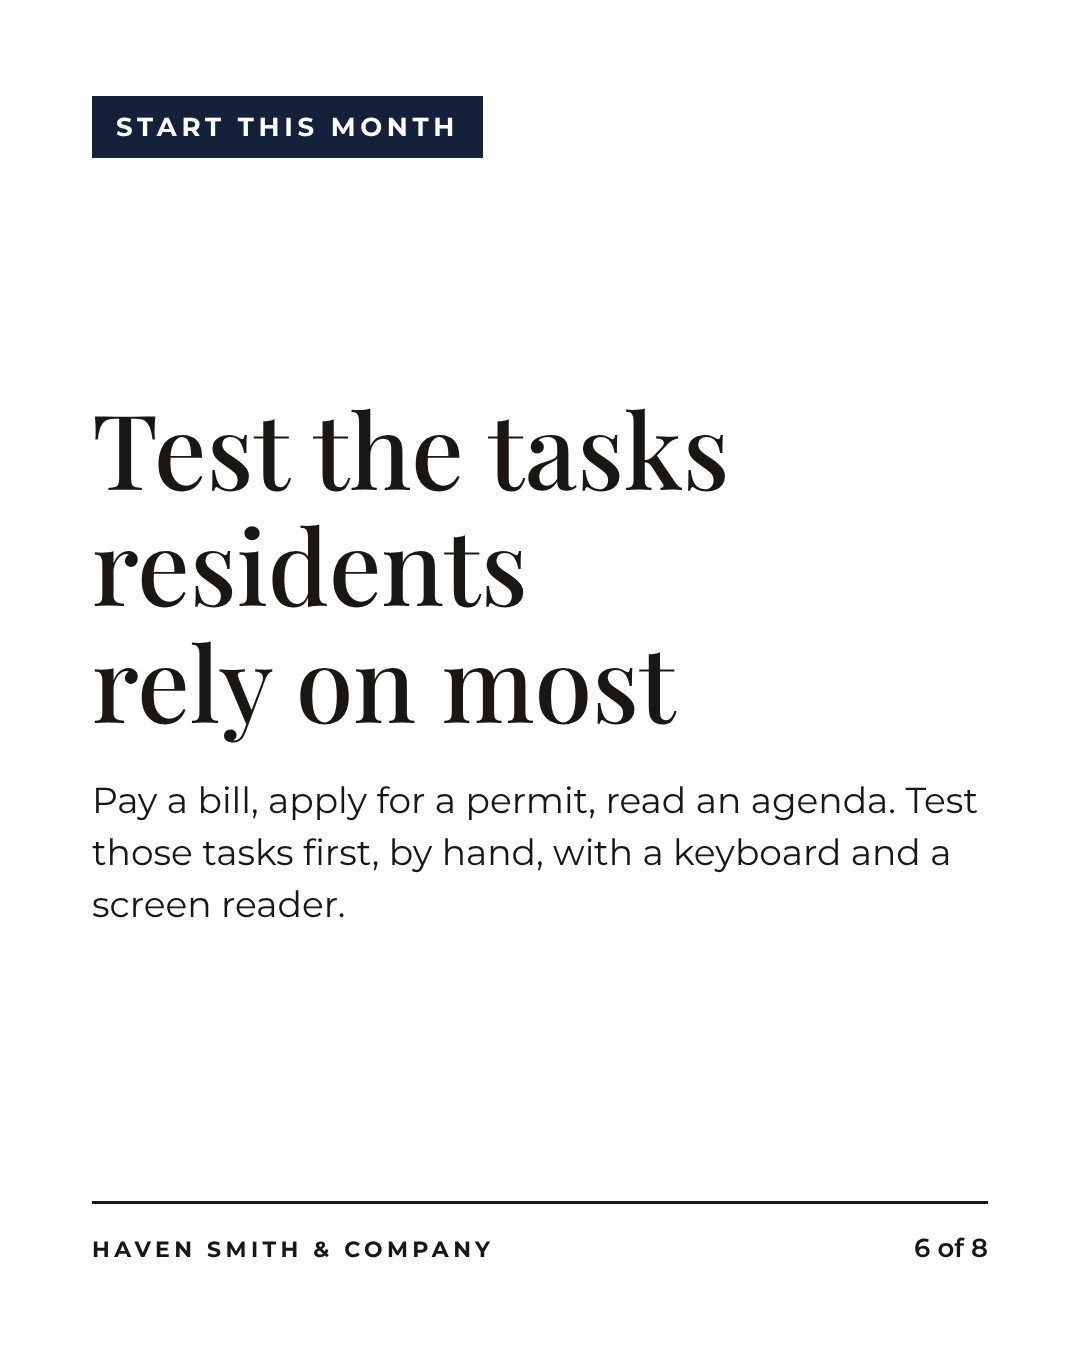 START THIS MONTH
Test the tasks
residents
rely on most
Pay a bill, apply for a permit, read an agenda. Test
those tasks first, by hand, with a keyboard and a
screen reader.
HAVEN SMITH & COMPANY
6 of 8